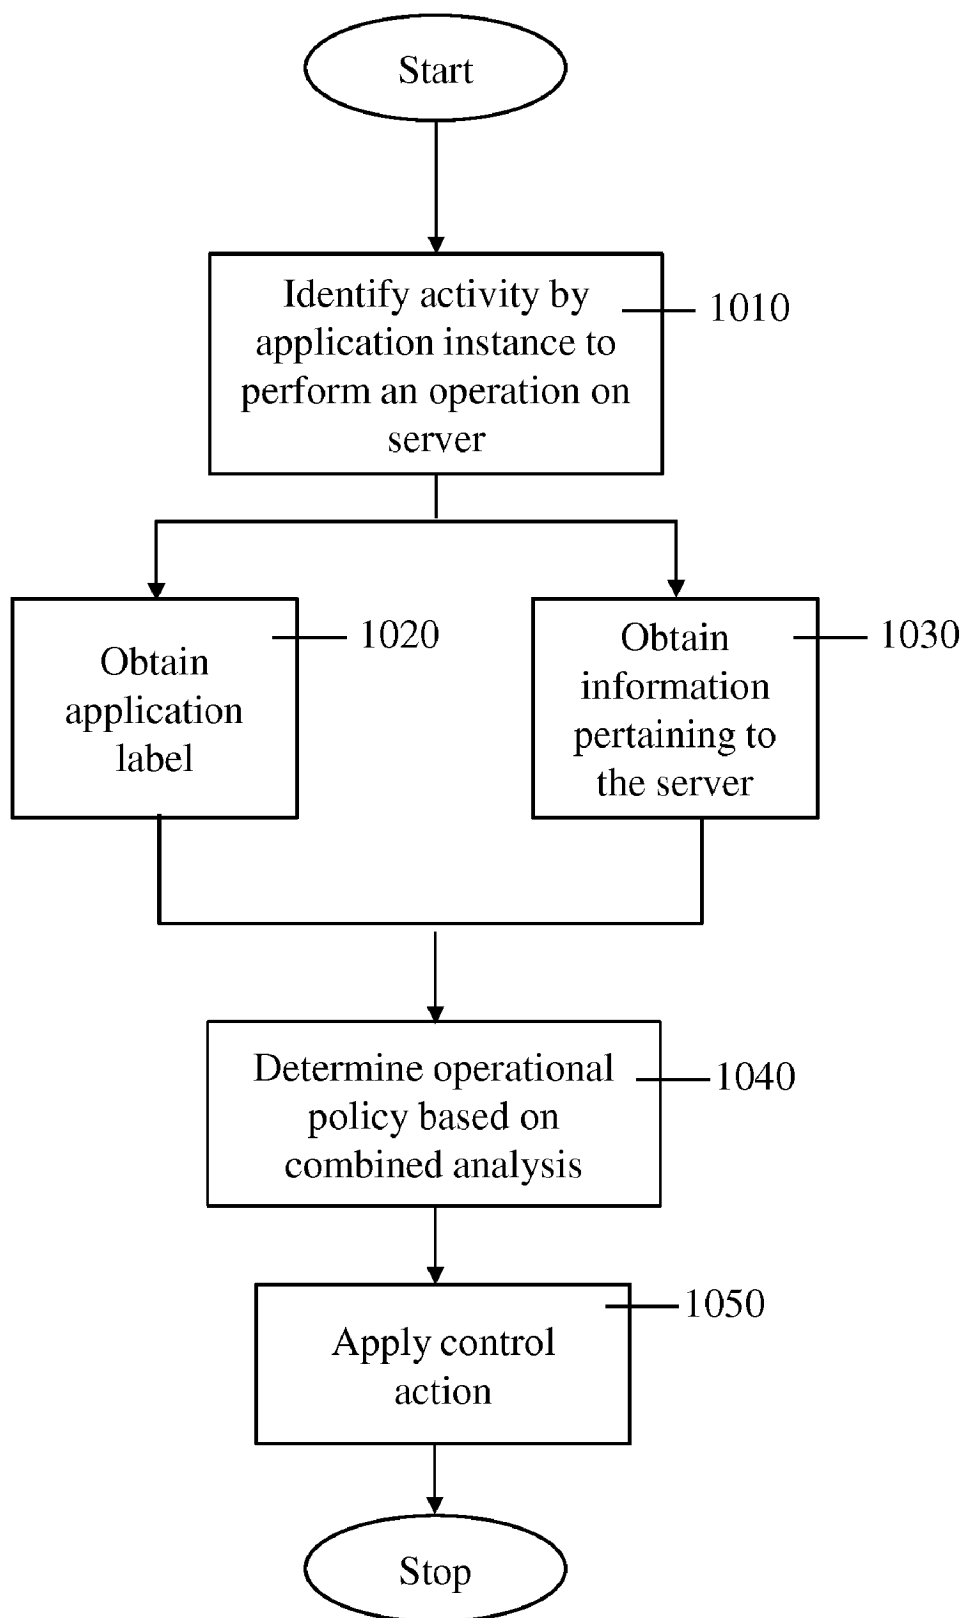 Start
Identify activity by
application instance to
perform an operation on
server
1010
Obtain
application
label
1020
Obtain
information
pertaining to
the server
1030
Determine operational
policy based on
combined analysis
1040
Apply control
action
1050
Stop